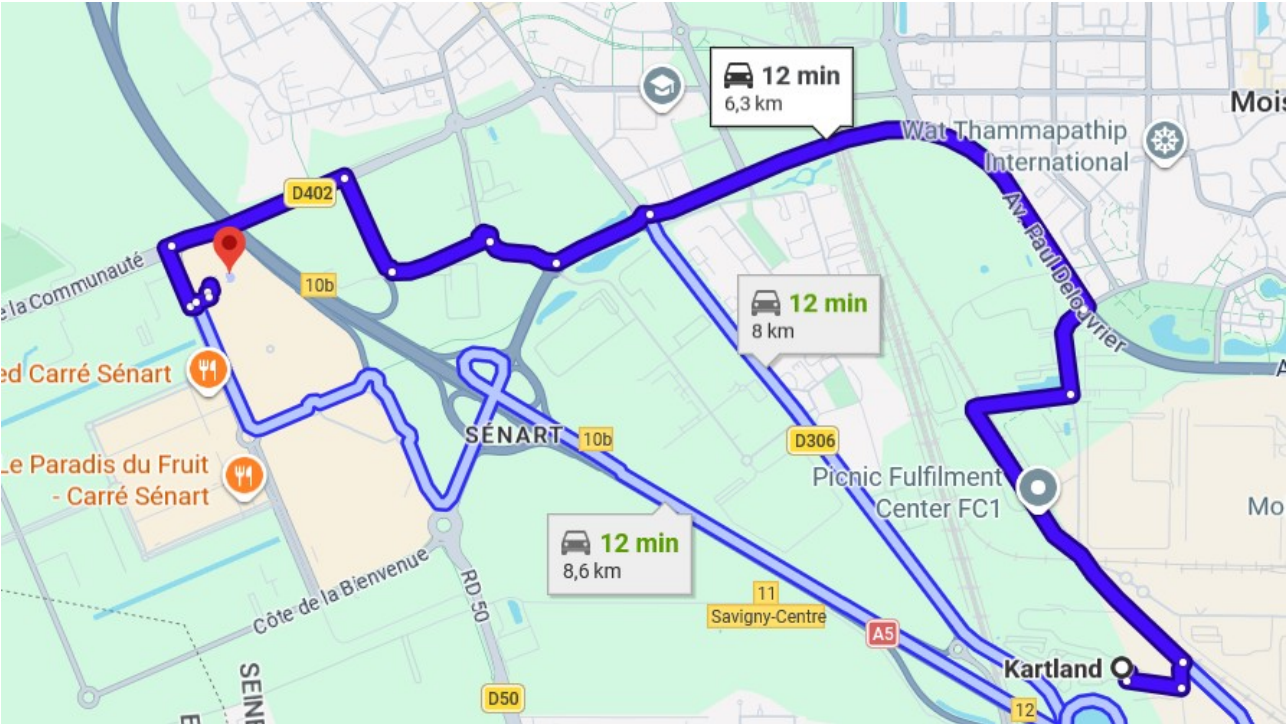 12 min
6,3 km
Mois
Wat Thammapathip
International
D402
Av. Paul Delouvrier
e la Communauté
10b
12 min
8 km
A
ed Carré Sénart
SÉNART
10b
D306
Le Paradis du Fruit
- Carré Sénart
Picnic Fulfilment
Center FC1
Mo
12 min
8,6 km
Côte de la Bienvenue
RD 50
11
Savigny-Centre
A5
Kartland
SEINE
D50
12